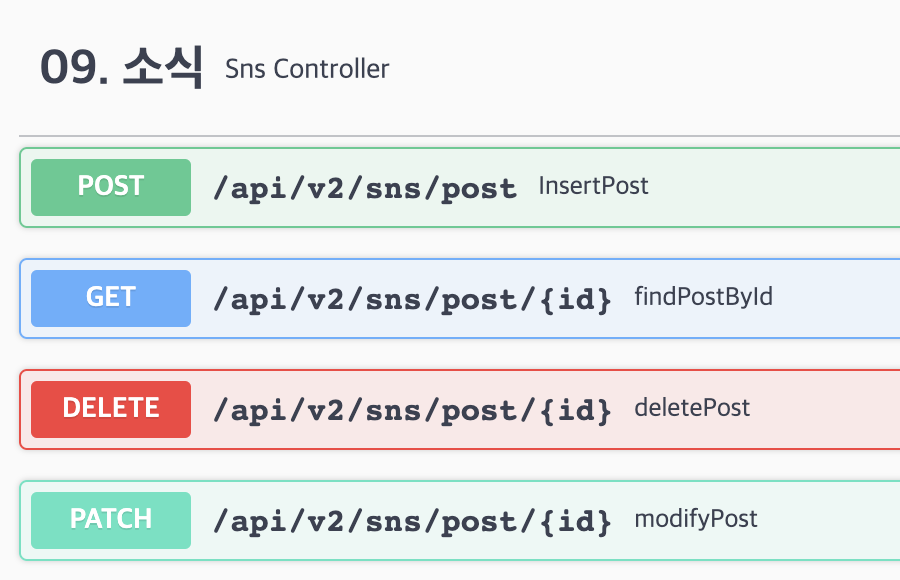 09. 소식 Sns Controller
POST /api/v2/sns/post InsertPost
GET /api/v2/sns/post/{id} findPostById
DELETE /api/v2/sns/post/{id} deletePost
PATCH /api/v2/sns/post/{id} modifyPost